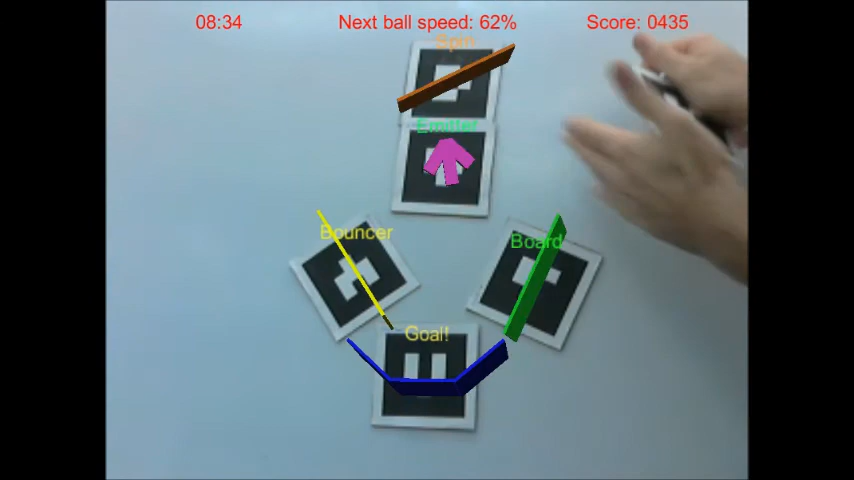 08:34 Next ball speed: 62% Score: 0435
Spin
Emitter
Bouncer
Board
Goal!